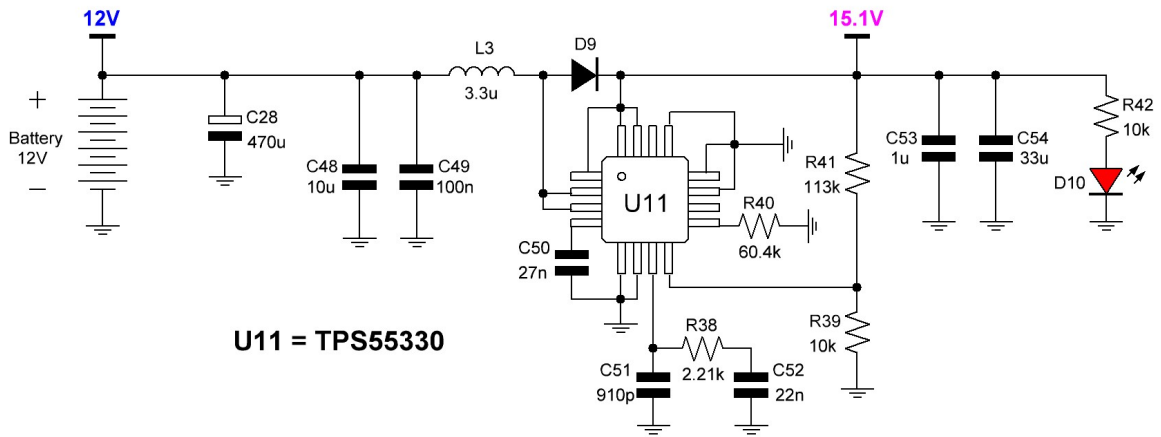 12V
15.1V
+
Battery
12V
−
C28
470u
C48
10u
C49
100n
L3
3.3u
D9
U11
C50
27n
R40
60.4k
R41
113k
C53
1u
C54
33u
R42
10k
D10
R39
10k
R38
2.21k
C51
910p
C52
22n
U11 = TPS55330